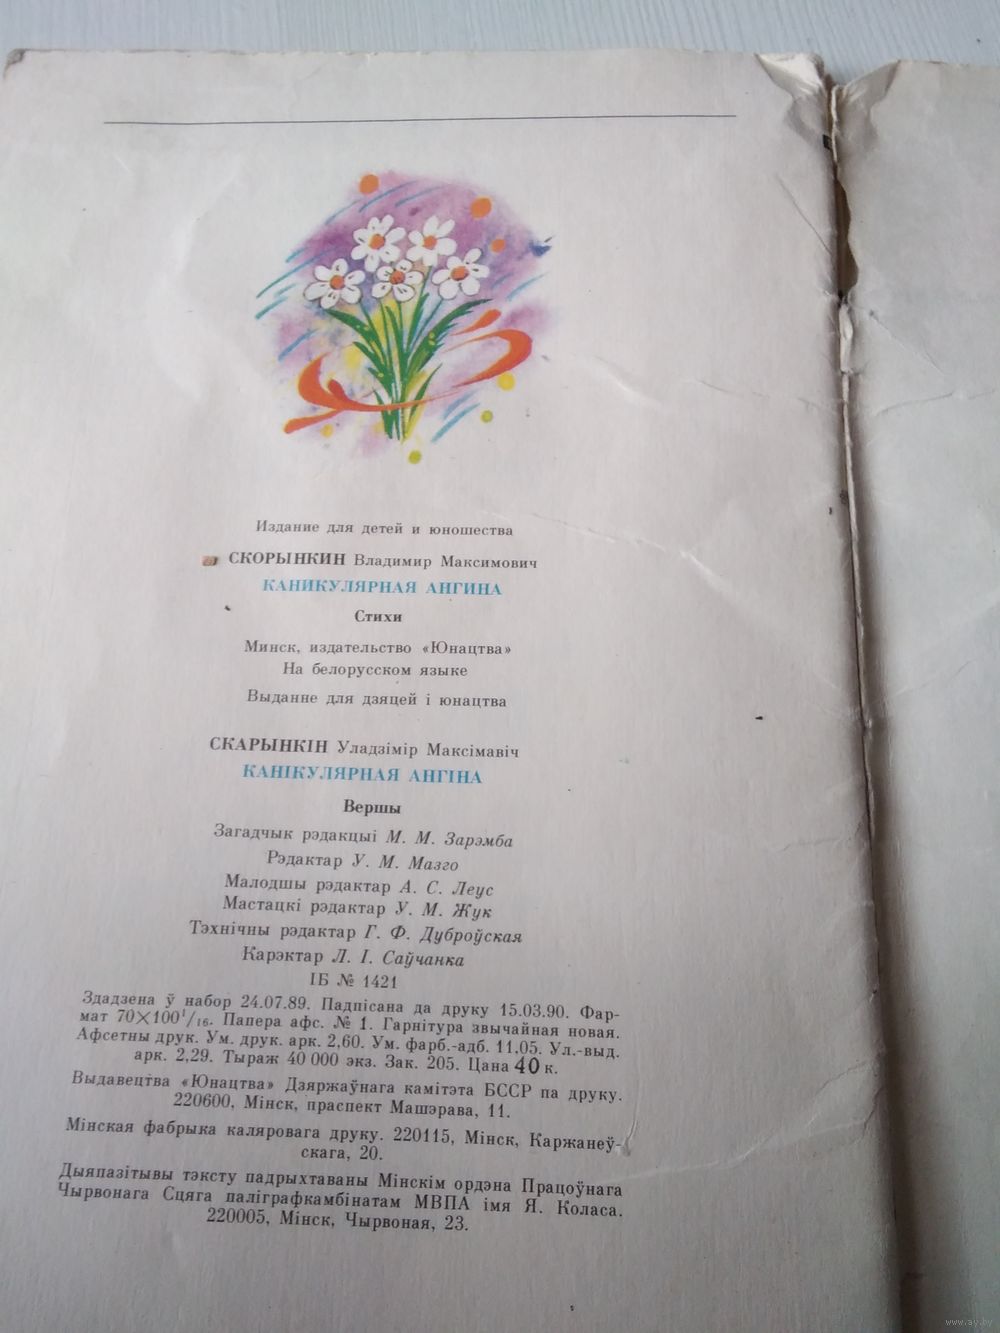 Издание для детей и юношества
СКОРЫНКИН Владимир Максимович
КАНИКУЛЯРНАЯ АНГИНА
Стихи
Минск, издательство «Юнацтва»
На белорусском языке
Выданне для дзяцей і юнацтва
СКАРЫНКІН Уладзімір Максімавіч
КАНІКУЛЯРНАЯ АНГІНА
Вершы
Загадчык рэдакцыі М. М. Зарэмба
Рэдактар У. М. Мазго
Малодшы рэдактар А. С. Леус
Мастацкі рэдактар У. М. Жук
Тэхнічны рэдактар Г. Ф. Дуброўская
Карэктар Л. І. Саўчанка
ІБ № 1421
Здадзена ў набор 24.07.89. Падпісана да друку 15.03.90. Фар-
мат 70×100¹/₁₆. Папера афс. № 1. Гарнітура звычайная новая.
Афсетны друк. Ум. друк. арк. 2,60. Ум. фарб.-адб. 11,05. Ул.-выд.
арк. 2,29. Тыраж 40 000 экз. Зак. 205. Цана 40 к.
Выдавецтва «Юнацтва» Дзяржаўнага камітэта БССР па друку.
220600, Мінск, праспект Машэрава, 11.
Мінская фабрыка каляровага друку. 220115, Мінск, Каржанеў-
скага, 20.
Дыяпазітывы тэксту падрыхтаваны Мінскім ордэна Працоўнага
Чырвонага Сцяга паліграфкамбінатам МВПА імя Я. Коласа.
220005, Мінск, Чырвоная, 23.
www.ay.by